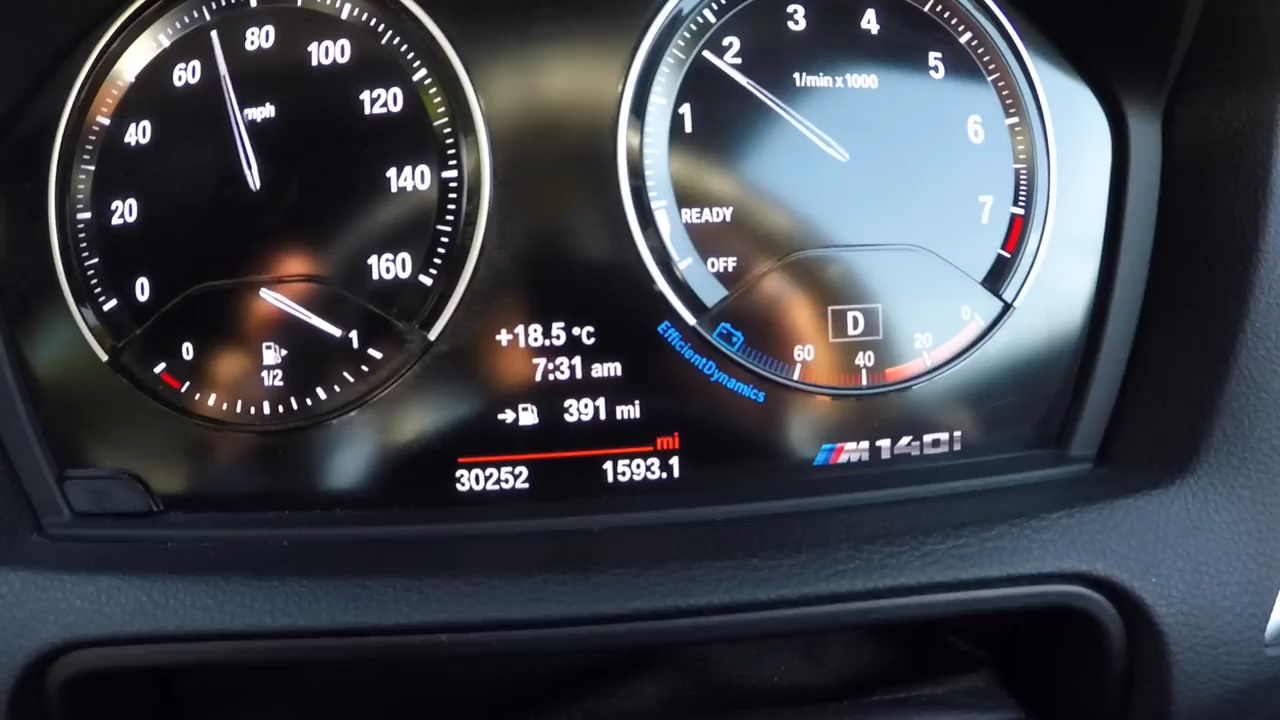 0
20
40
60
80
100
120
140
160
mph
0
1/2
1
+18.5 °C
7:31 am
391 mi
mi
30252 1593.1
1
2
3
4
5
6
7
1/min x 1000
READY
OFF
D
60
40
20
0
EfficientDynamics
M140i